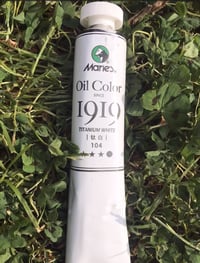 Marie's
Oil Color
SINCE
1919
TITANIUM WHITE
104